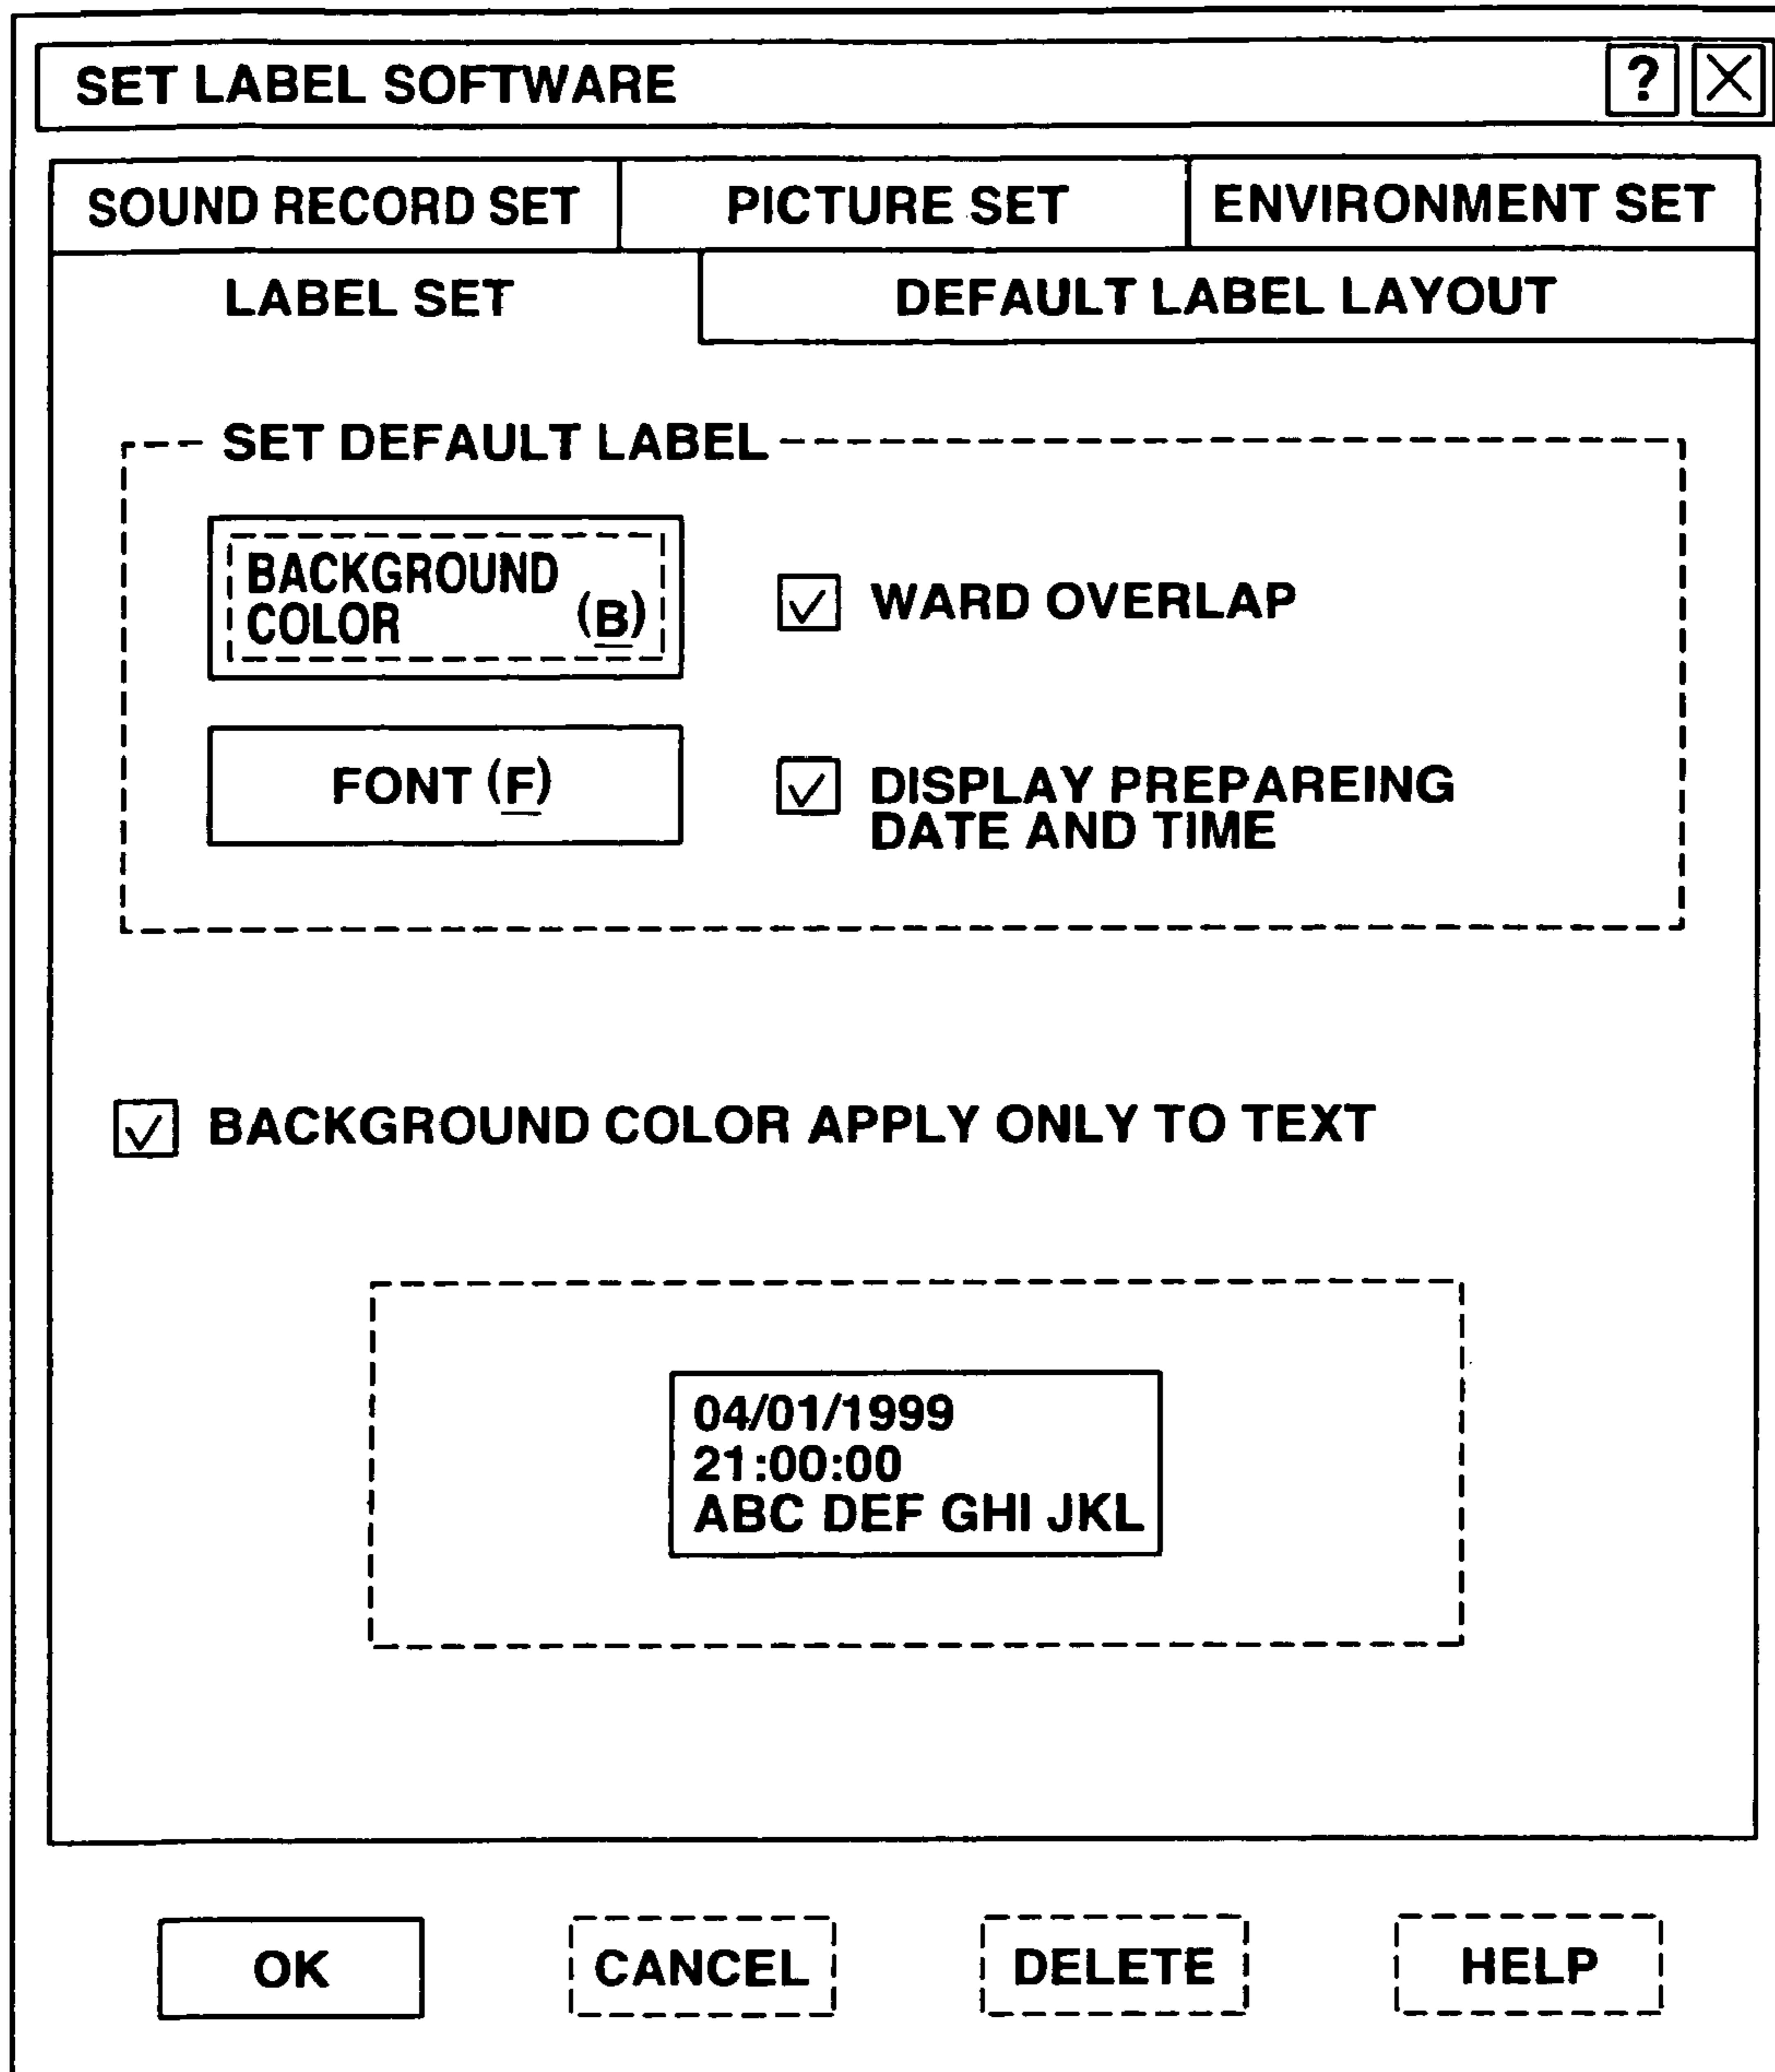 SET LABEL SOFTWARE ?
SOUND RECORD SET PICTURE SET ENVIRONMENT SET
LABEL SET DEFAULT LABEL LAYOUT
SET DEFAULT LABEL
BACKGROUND
COLOR (B)
WARD OVERLAP
FONT (F)
DISPLAY PREPAREING
DATE AND TIME
BACKGROUND COLOR APPLY ONLY TO TEXT
04/01/1999
21:00:00
ABC DEF GHI JKL
OK CANCEL DELETE HELP